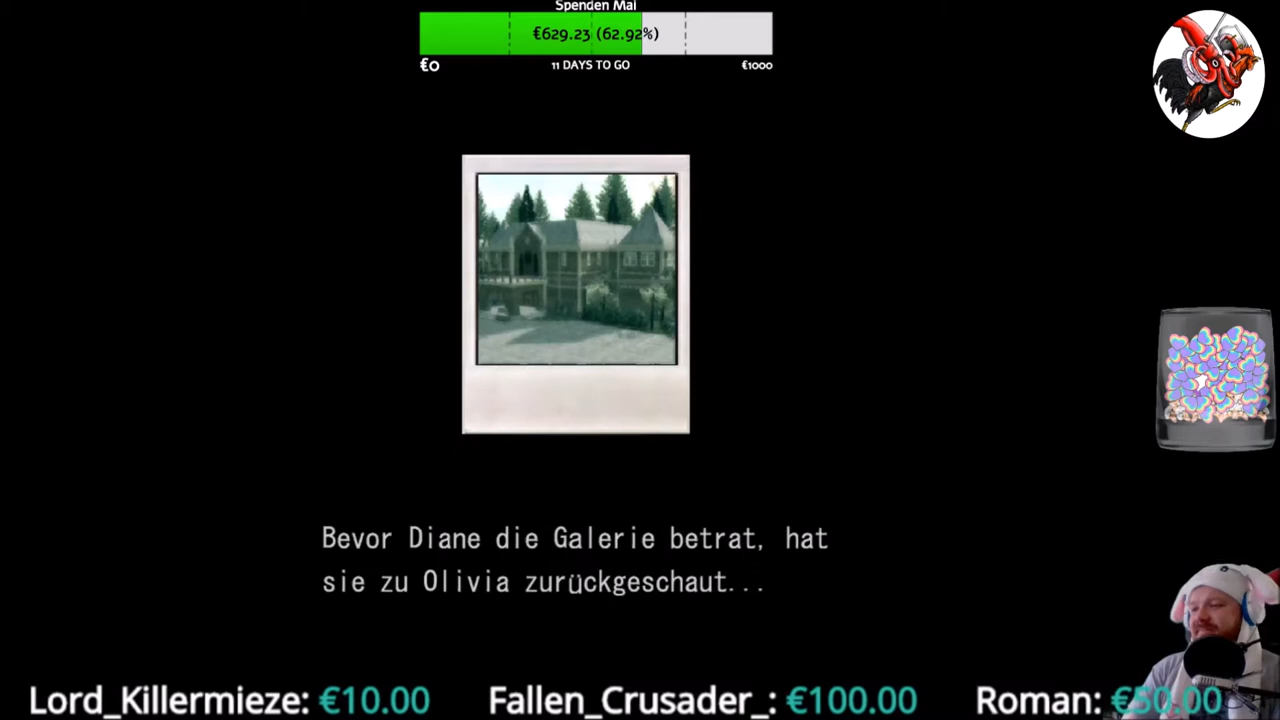 Spenden Mai
€629.23 (62.92%)
€0 11 DAYS TO GO €1000
Bevor Diane die Galerie betrat, hat
sie zu Olivia zurückgeschaut...
Lord_Killermieze: €10.00 Fallen_Crusader_: €100.00 Roman: €50.00